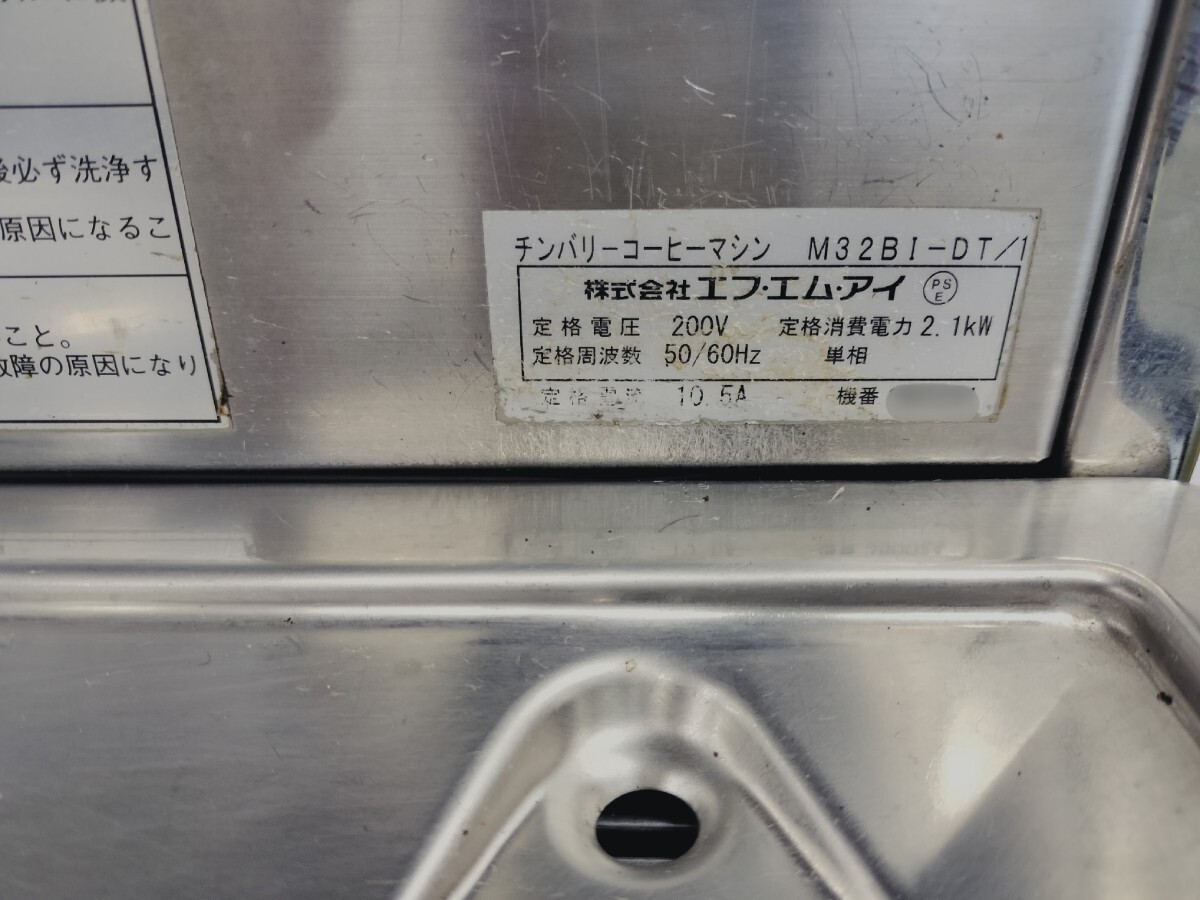 後必ず洗浄す
原因になるこ
こと。
故障の原因になり
チンバリーコーヒーマシン M32BI-DT/1
株式会社 エフ・エム・アイ PSE
定格電圧 200V 定格消費電力 2.1kW
定格周波数 50/60Hz 単相
定格電流 10.5A 機番